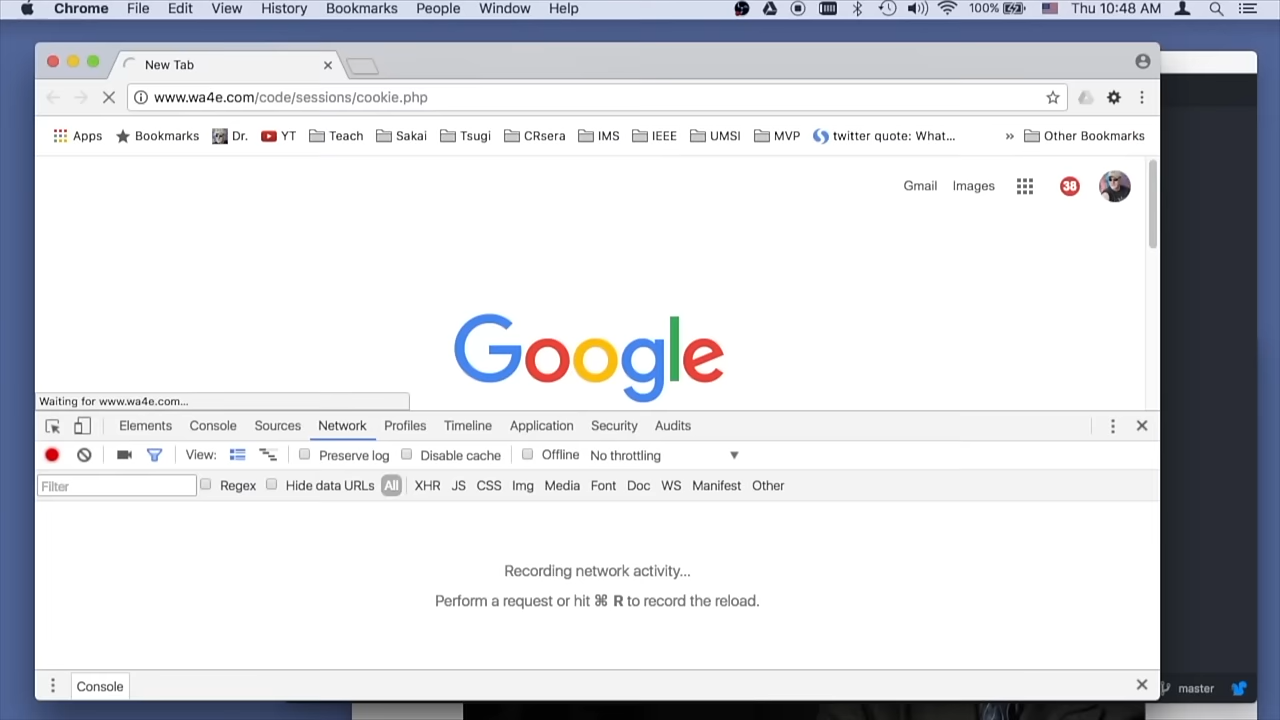 Chrome File Edit View History Bookmarks People Window Help 100% Thu 10:48 AM
New Tab
www.wa4e.com/code/sessions/cookie.php
Apps Bookmarks Dr. YT Teach Sakai Tsugi CRsera IMS IEEE UMSI MVP twitter quote: What... » Other Bookmarks
Gmail Images 38
Google
Waiting for www.wa4e.com...
Elements Console Sources Network Profiles Timeline Application Security Audits
View: Preserve log Disable cache Offline No throttling
Filter Regex Hide data URLs All XHR JS CSS Img Media Font Doc WS Manifest Other
Recording network activity...
Perform a request or hit ⌘ R to record the reload.
Console
master